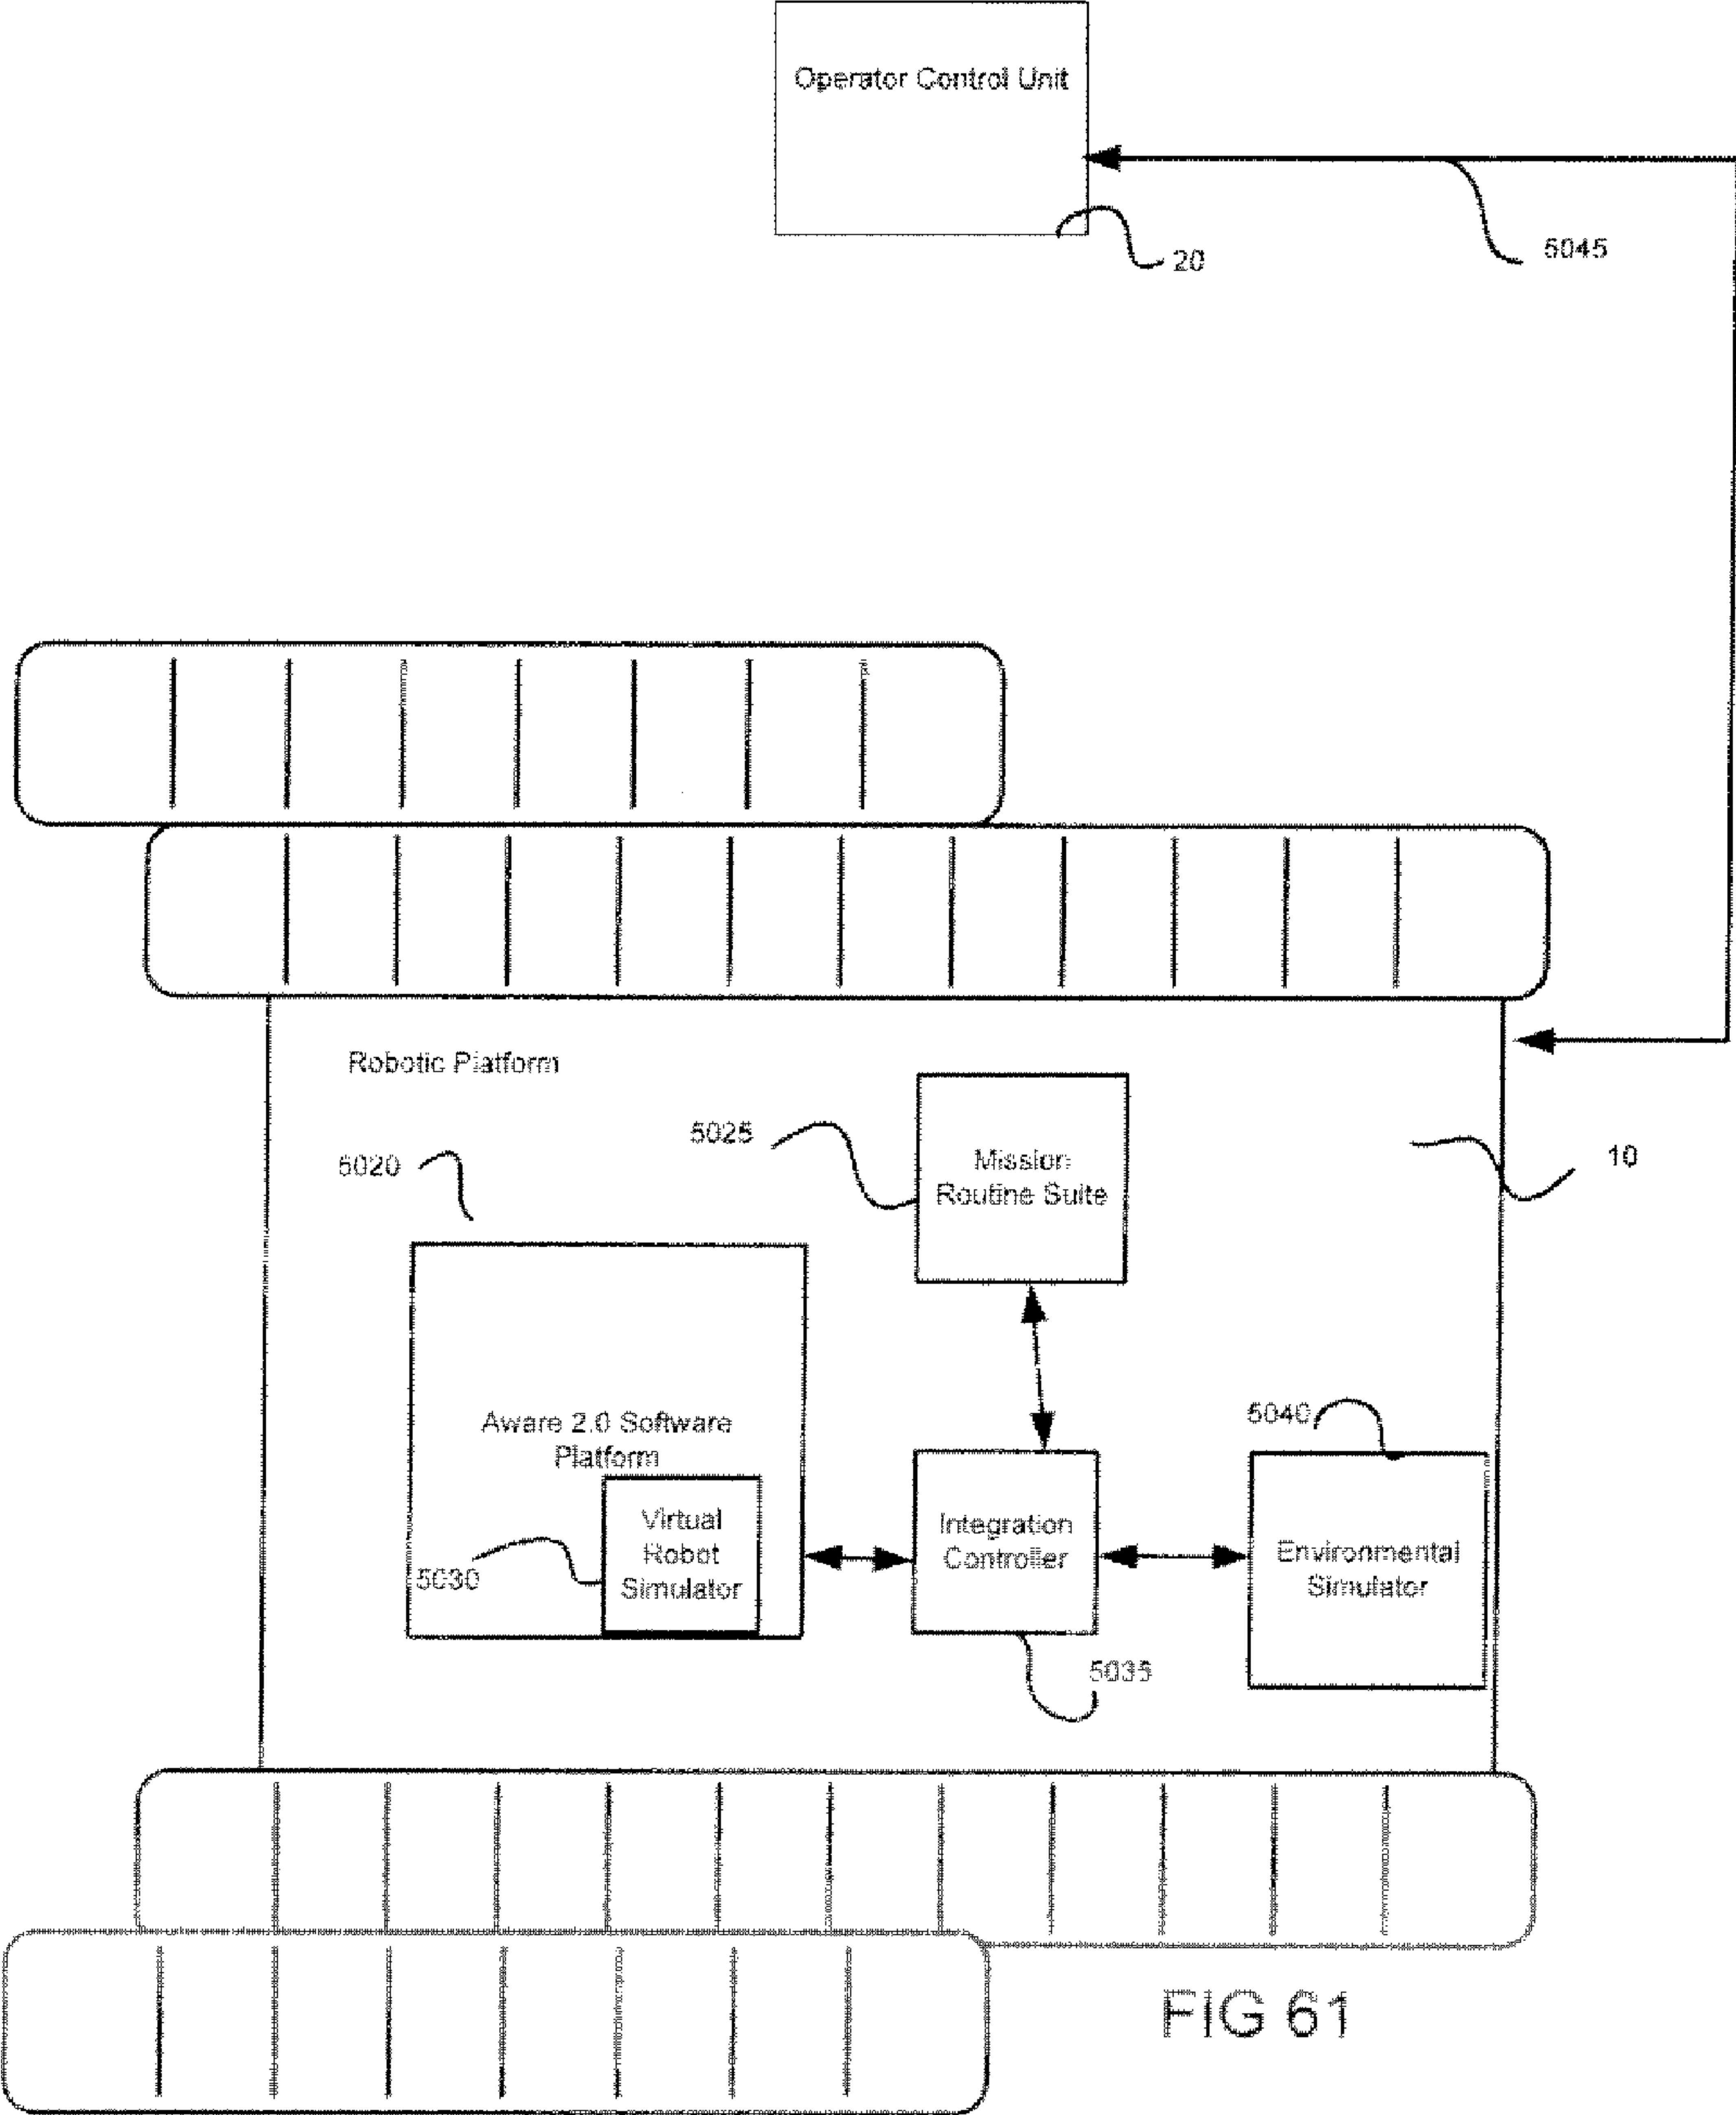 Operator Control Unit
20
5045
Robotic Platform
5025
5020
Mission
Routine Suite
10
5040
Aware 2.0 Software
Platform
Virtual
Robot
Simulator
5030
Integration
Controller
Environmental
Simulator
5035
FIG 61